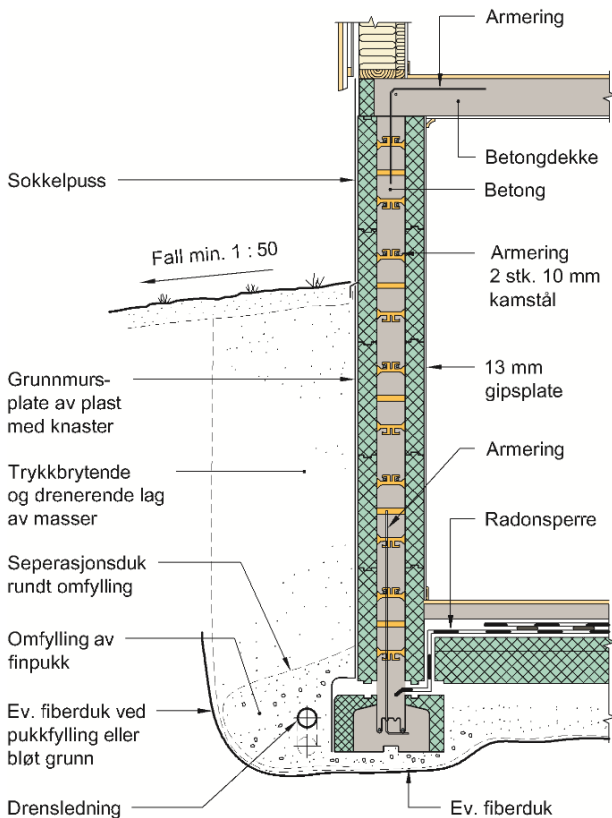 Armering
Betongdekke
Sokkelpuss
Betong
Fall min. 1 : 50
Armering
2 stk. 10 mm
kamstål
Grunnmurs-
plate av plast
med knaster
13 mm
gipsplate
Trykkbrytende
og drenerende lag
av masser
Armering
Radonsperre
Seperasjonsduk
rundt omfylling
Omfylling av
finpukk
Ev. fiberduk ved
pukkfylling eller
bløt grunn
Drensledning
Ev. fiberduk